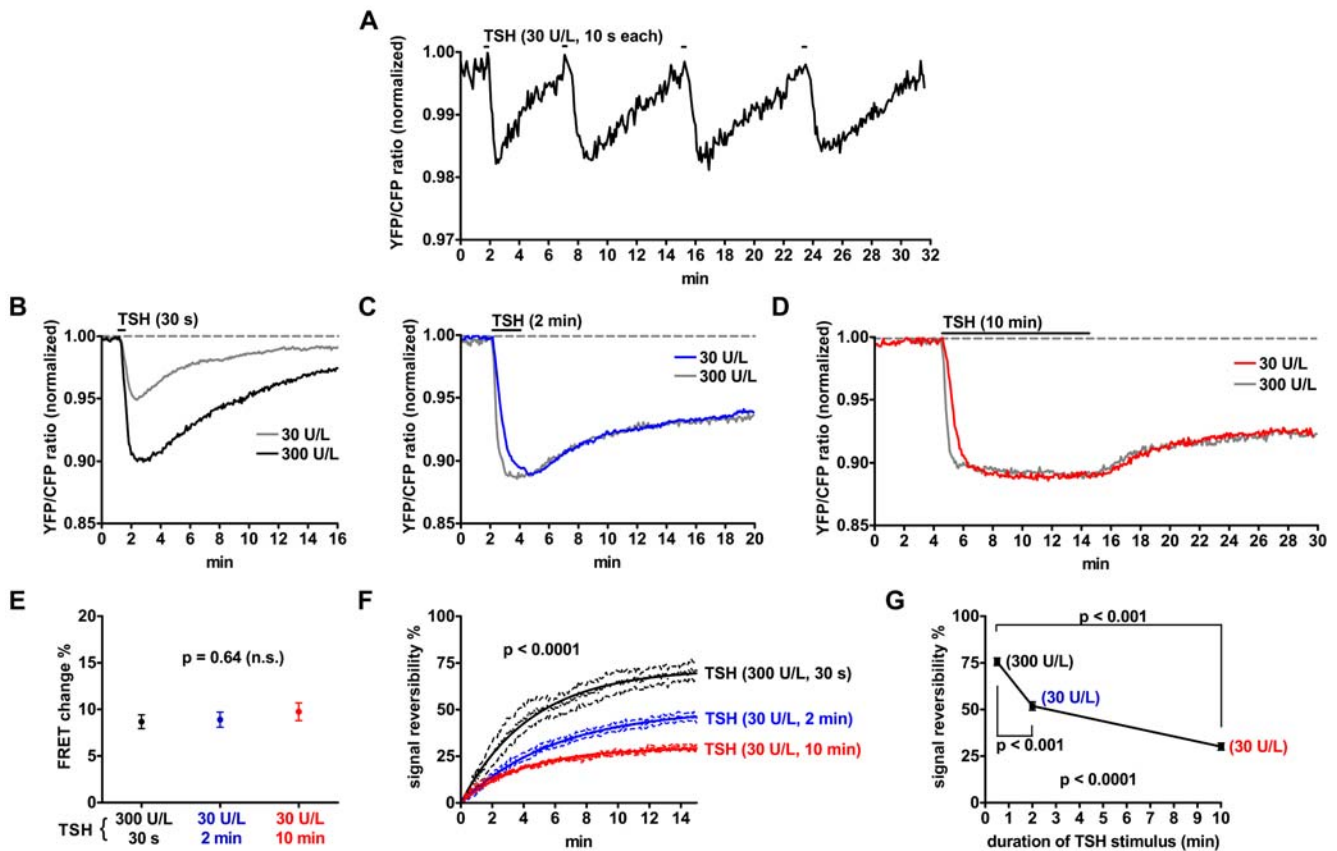 A
TSH (30 U/L, 10 s each)
YFP/CFP ratio (normalized)
1.00
0.99
0.98
0.97
0 2 4 6 8 10 12 14 16 18 20 22 24 26 28 30 32
min
B
TSH (30 s)
YFP/CFP ratio (normalized)
1.00
0.95
0.90
0.85
30 U/L
300 U/L
0 2 4 6 8 10 12 14 16
min
C
TSH (2 min)
YFP/CFP ratio (normalized)
1.00
0.95
0.90
0.85
30 U/L
300 U/L
0 2 4 6 8 10 12 14 16 18 20
min
D
TSH (10 min)
YFP/CFP ratio (normalized)
1.00
0.95
0.90
0.85
30 U/L
300 U/L
0 2 4 6 8 10 12 14 16 18 20 22 24 26 28 30
min
E
FRET change %
20
15
10
5
0
p = 0.64 (n.s.)
TSH { 300 U/L 30 U/L 30 U/L
30 s 2 min 10 min
F
signal reversibility %
100
75
50
25
0
p < 0.0001
TSH (300 U/L, 30 s)
TSH (30 U/L, 2 min)
TSH (30 U/L, 10 min)
0 2 4 6 8 10 12 14
min
G
signal reversibility %
100
75
50
25
0
p < 0.001
(300 U/L)
(30 U/L)
p < 0.001
(30 U/L)
p < 0.0001
0 1 2 3 4 5 6 7 8 9 10
duration of TSH stimulus (min)